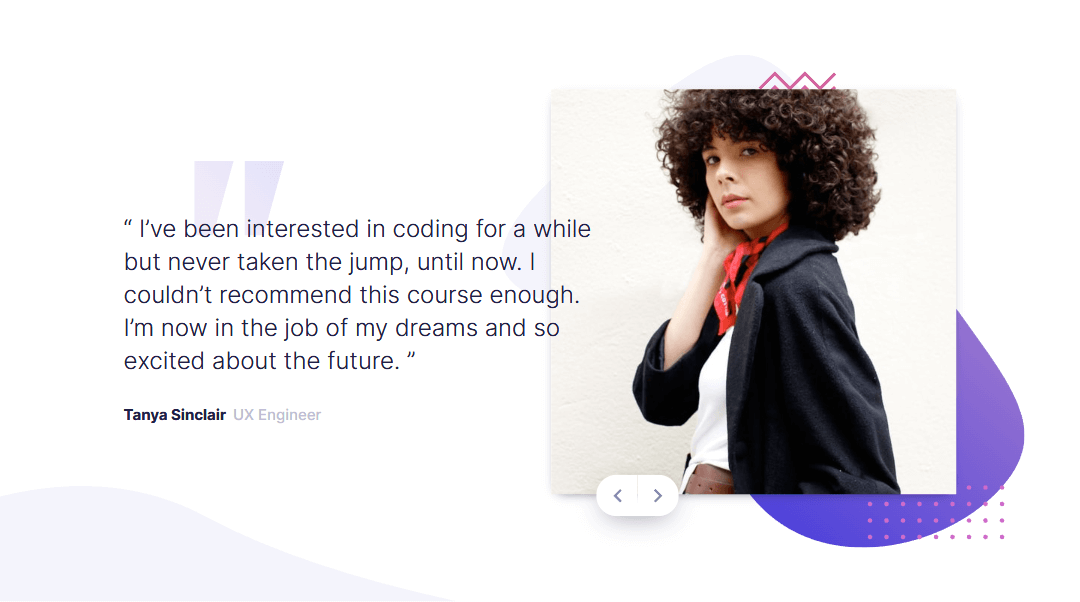 “ I’ve been interested in coding for a while
but never taken the jump, until now. I
couldn’t recommend this course enough.
I’m now in the job of my dreams and so
excited about the future. ”
Tanya Sinclair UX Engineer